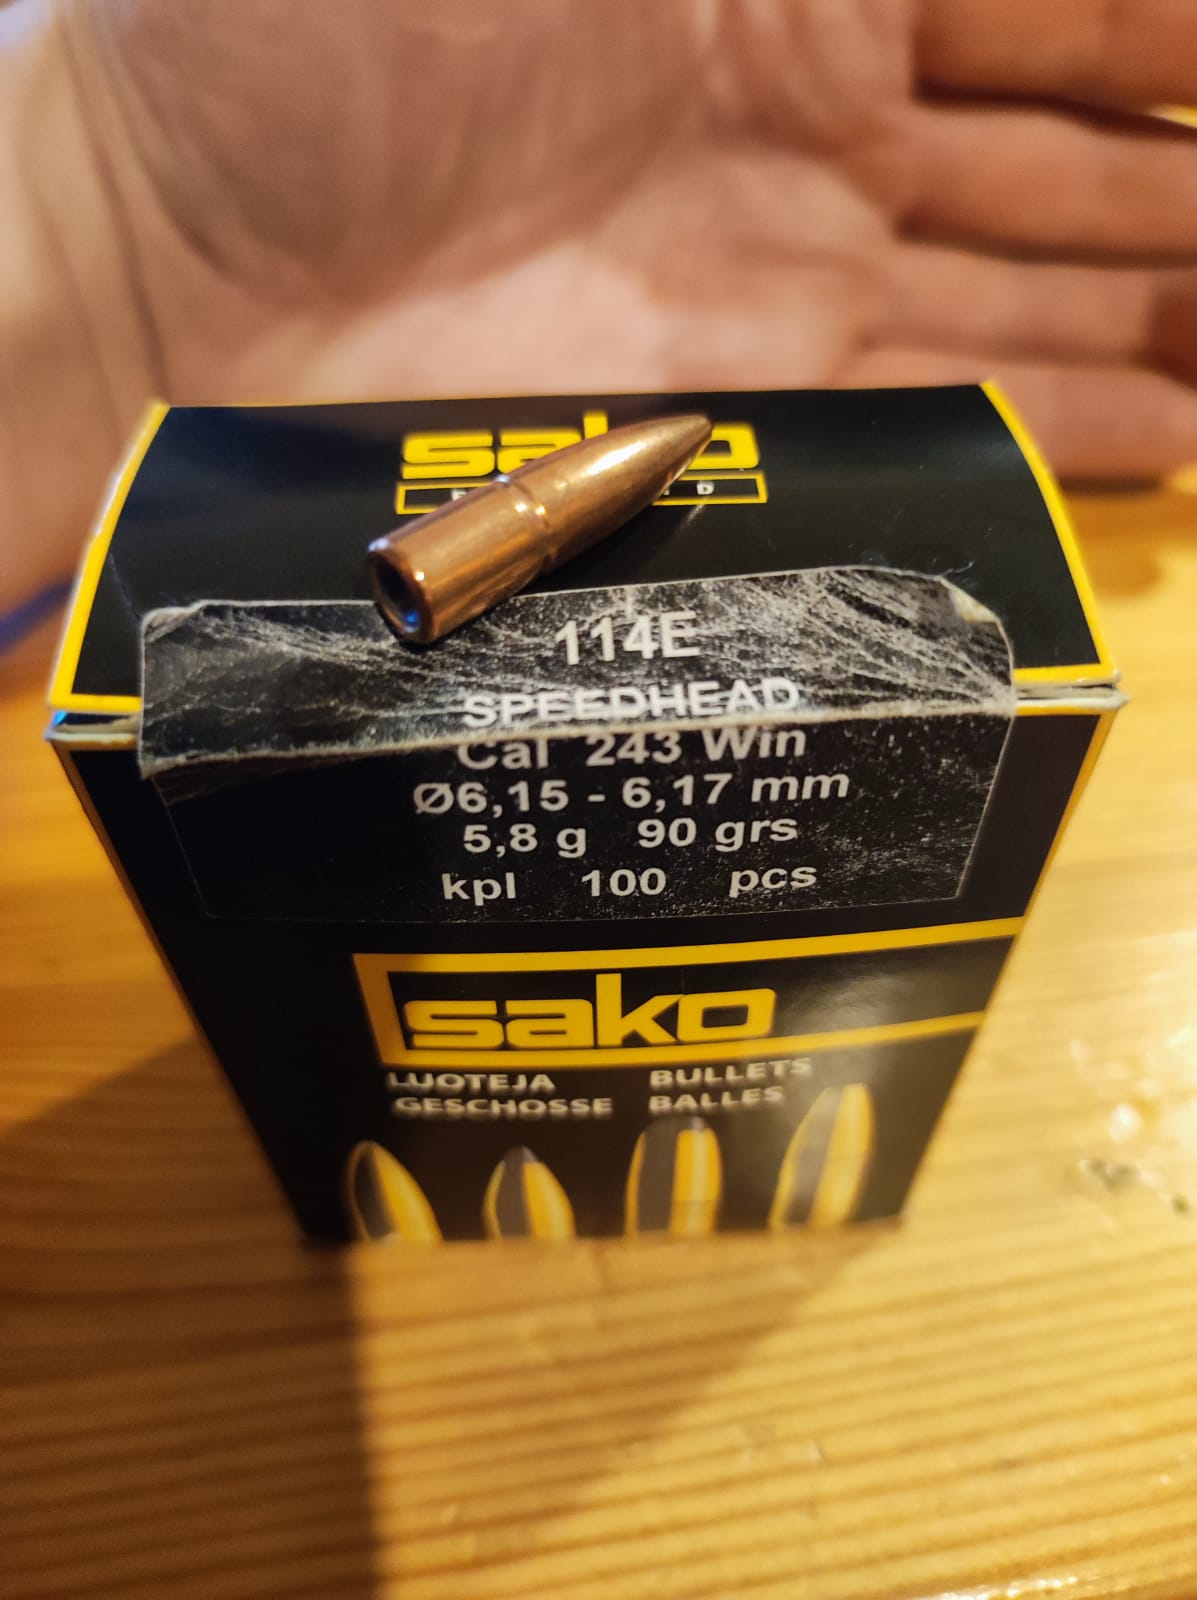 sako
114E
SPEEDHEAD
Cal 243 Win
Ø6,15 - 6,17 mm
5,8 g 90 grs
kpl 100 pcs
sako
LUOTEJA BULLETS
GESCHOSSE BALLES